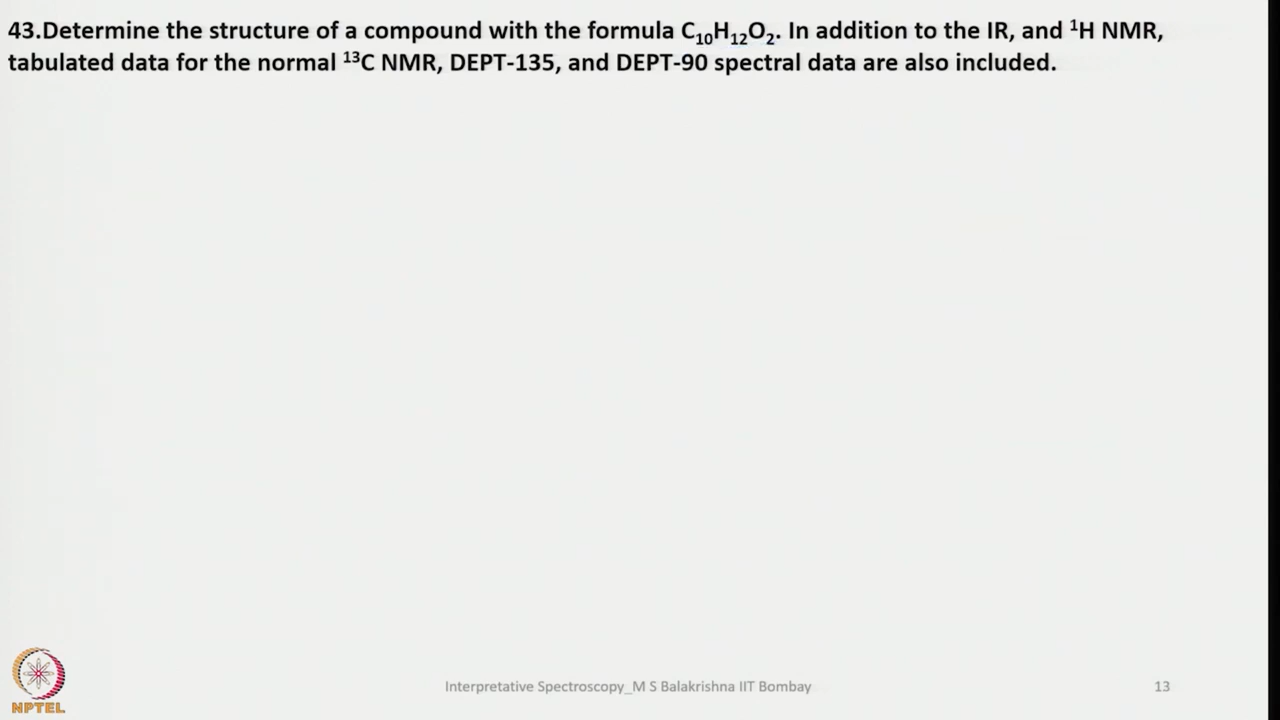 43.Determine the structure of a compound with the formula C₁₀H₁₂O₂. In addition to the IR, and ¹H NMR,
tabulated data for the normal ¹³C NMR, DEPT-135, and DEPT-90 spectral data are also included.
NPTEL
Interpretative Spectroscopy_M S Balakrishna IIT Bombay
13